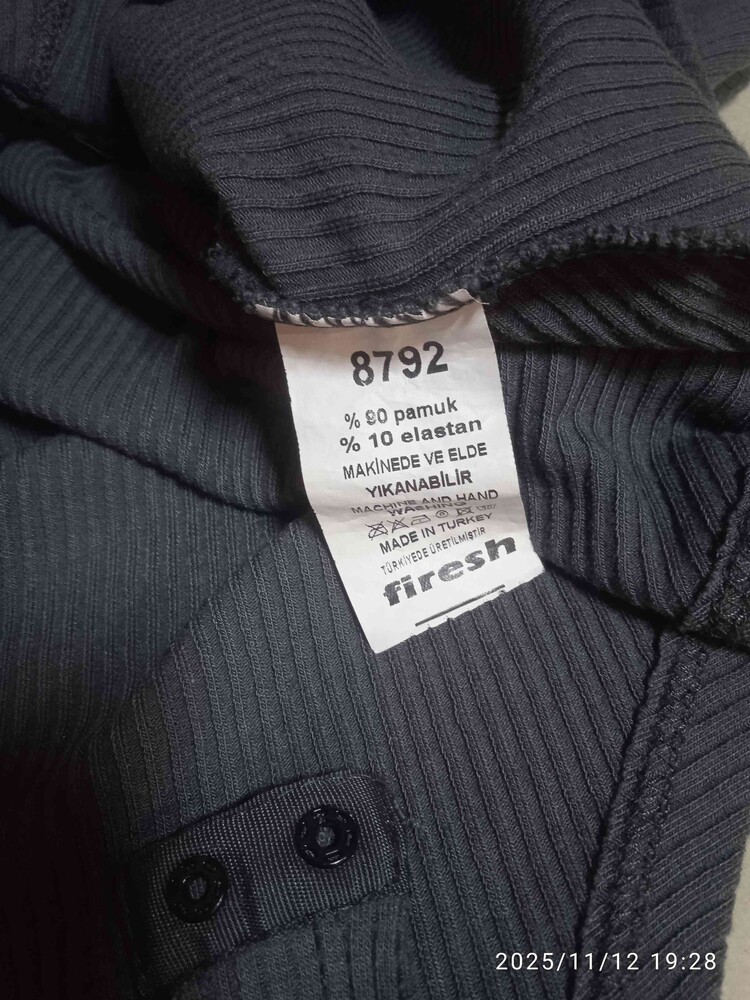 8792
% 90 pamuk
% 10 elastan
MAKİNEDE VE ELDE
YIKANABİLİR
MACHINE AND HAND
WASHING
MADE IN TURKEY
TÜRKİYEDE ÜRETİLMİŞTİR
firesh
2025/11/12 19:28